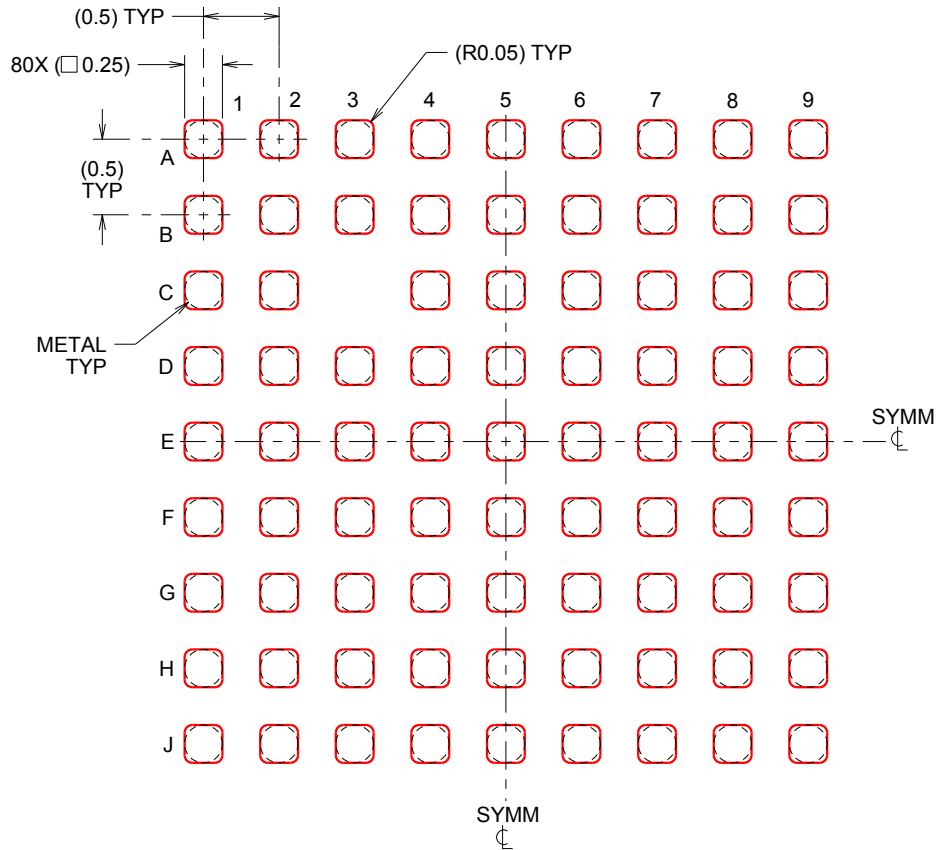 (0.5) TYP
(R0.05) TYP
80X (□ 0.25)
1 2 3 4 5 6 7 8 9
A
(0.5)
TYP
B
C
METAL
TYP
D
SYMM
℄
E
F
G
H
J
SYMM
℄